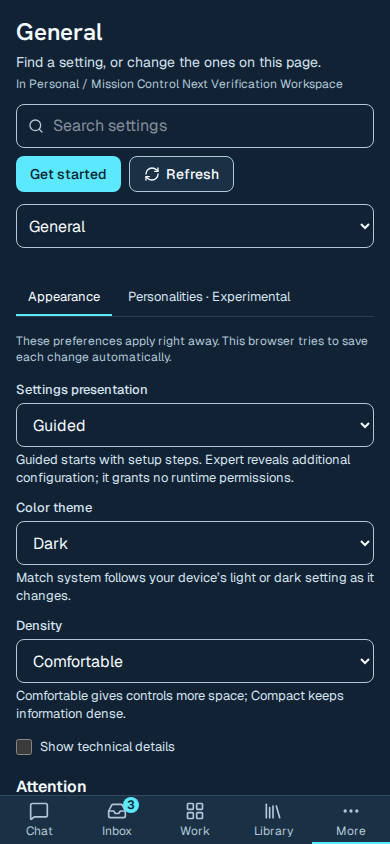 General
Find a setting, or change the ones on this page.
In Personal / Mission Control Next Verification Workspace
Search settings
Get started
Refresh
General
Appearance
Personalities · Experimental
These preferences apply right away. This browser tries to save
each change automatically.
Settings presentation
Guided
Guided starts with setup steps. Expert reveals additional
configuration; it grants no runtime permissions.
Color theme
Dark
Match system follows your device's light or dark setting as it
changes.
Density
Comfortable
Comfortable gives controls more space; Compact keeps
information dense.
Show technical details
Attention
3
Chat
Inbox
Work
Library
More